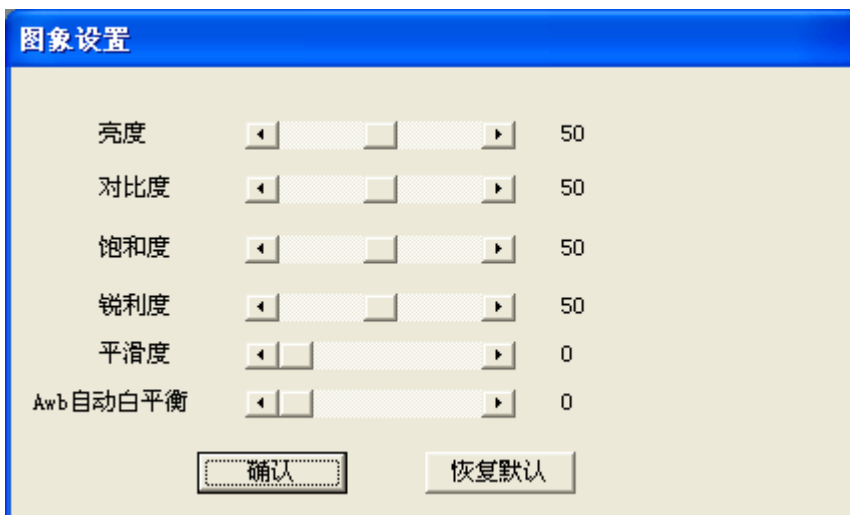 图象设置
亮度 50
对比度 50
饱和度 50
锐利度 50
平滑度 0
Awb自动白平衡 0
确认 恢复默认